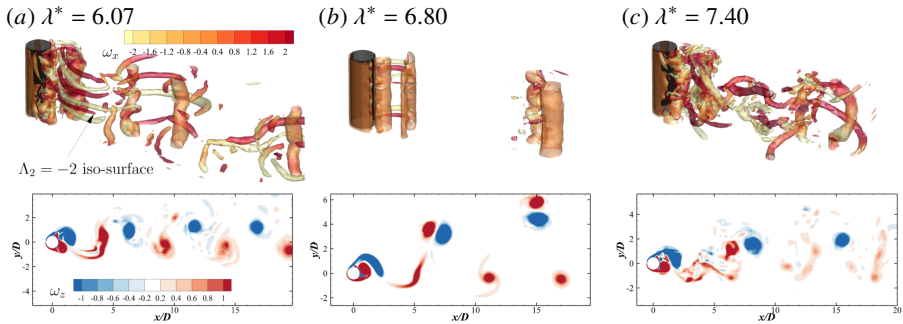 (a) λ* = 6.07
(b) λ* = 6.80
(c) λ* = 7.40
ωx
-2 -1.6 -1.2 -0.8 -0.4 0.4 0.8 1.2 1.6 2
Λ2 = −2 iso-surface
y/D
2
0
-2
-4
0 5 10 15
x/D
ωz
-1 -0.8 -0.6 -0.4 -0.2 0.2 0.4 0.6 0.8 1
y/D
6
4
2
0
-2
0 5 10 15
x/D
y/D
4
2
0
-2
0 5 10 15 20
x/D